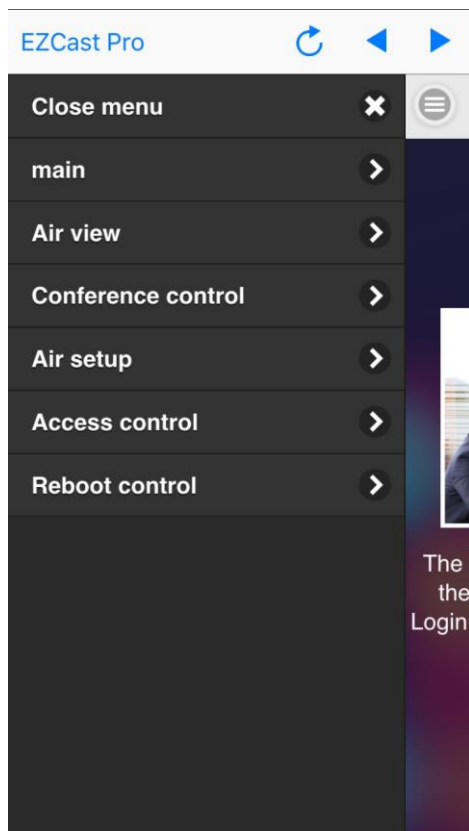 EZCast Pro
Close menu
main
Air view
Conference control
Air setup
Access control
Reboot control
The
the
Login